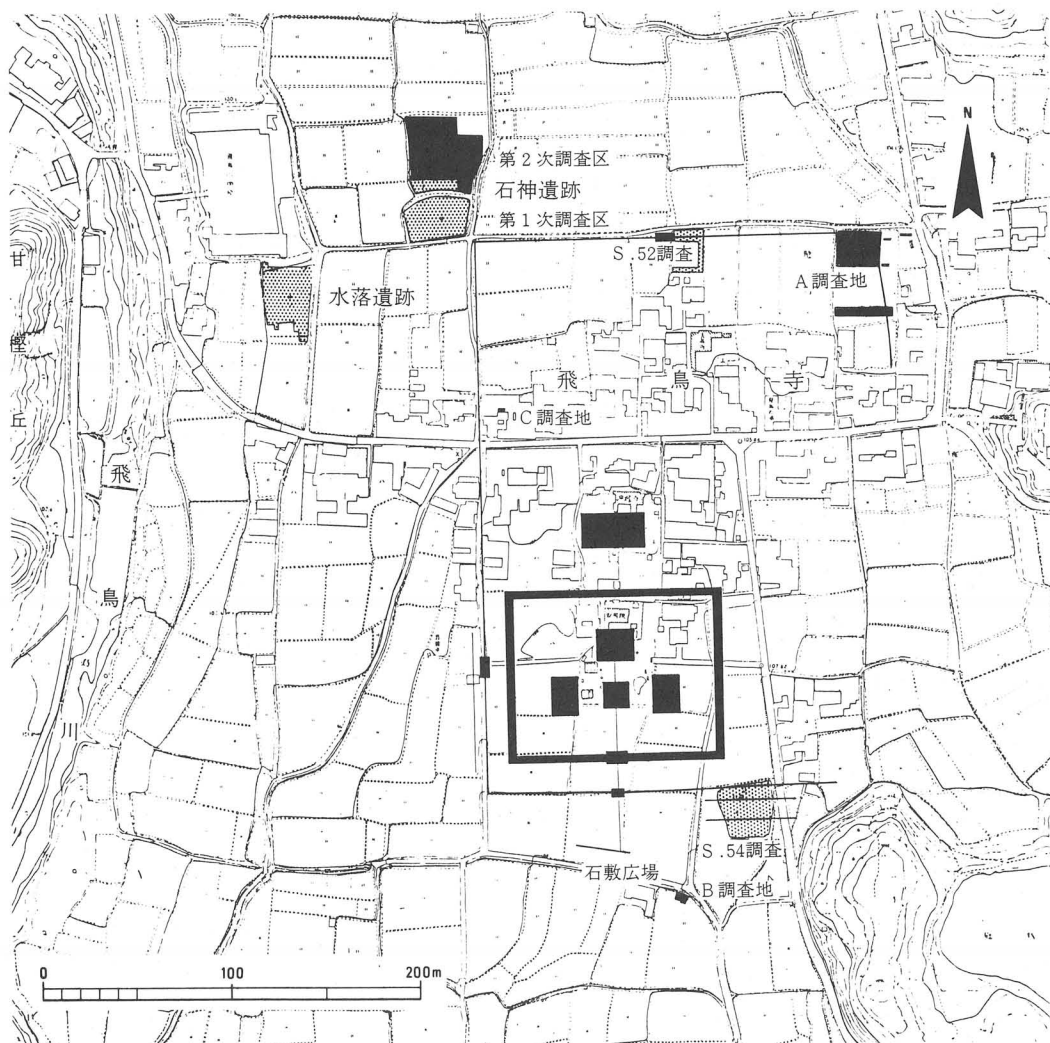 N
第2次調査区
石神遺跡
第1次調査区
S.52調査
A調査地
水落遺跡
飛鳥寺
C調査地
甘樫丘
飛鳥川
S.54調査
石敷広場
B調査地
0 100 200m